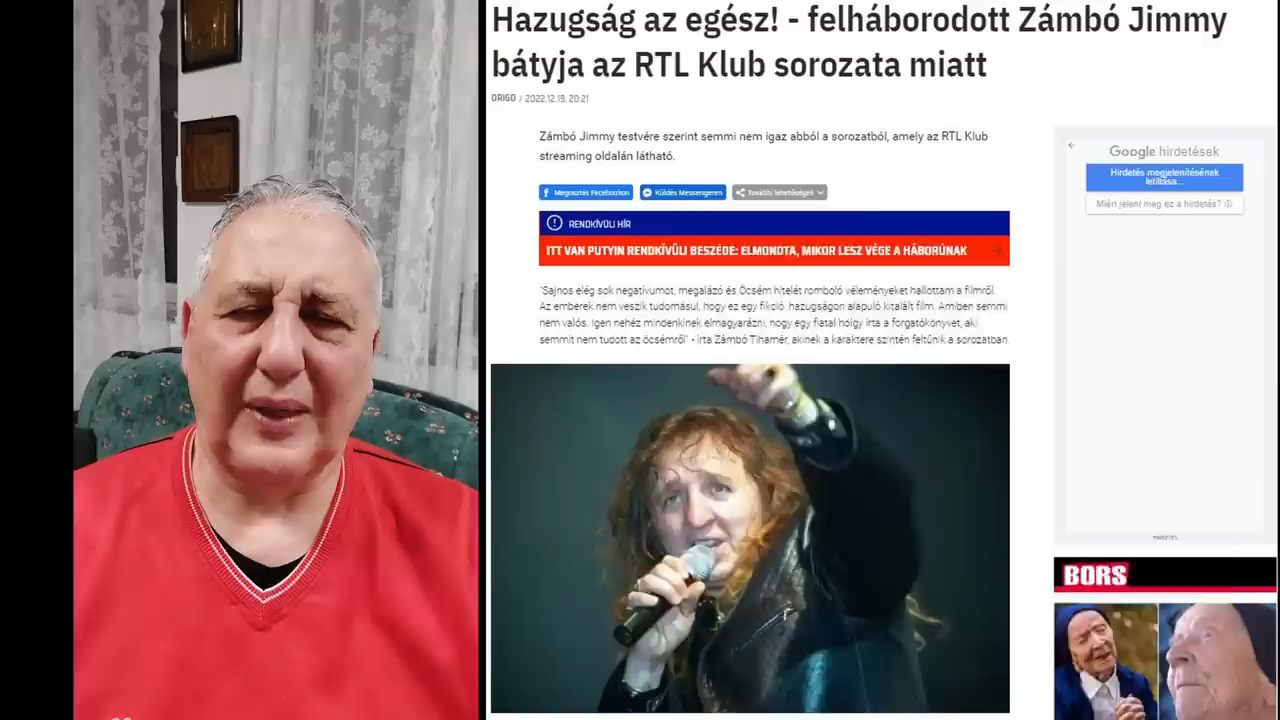 Hazugság az egész! - felháborodott Zámbó Jimmy
bátyja az RTL Klub sorozata miatt
ORIGO / 2022.12.19. 20:21
Zámbó Jimmy testvére szerint semmi nem igaz abból a sorozatból, amely az RTL Klub
streaming oldalán látható.
Megosztás Facebookon
Küldés Messengeren
További lehetőségek
RENDKÍVÜLI HÍR
ITT VAN PUTYIN RENDKÍVÜLI BESZÉDE: ELMONDTA, MIKOR LESZ VÉGE A HÁBORÚNAK
"Sajnos elég sok negatívumot, megalázó és Öcsém hitelét romboló véleményeket hallottam a filmről.
Az emberek nem veszik tudomásul, hogy ez egy fikció, hazugságon alapuló kitalált film. Amiben semmi
nem valós. Igen nehéz mindenkinek elmagyarázni, hogy egy fiatal hölgy írta a forgatókönyvet, aki
semmit nem tudott az öcsémről" - írta Zámbó Tihamér, akinek a karaktere szintén feltűnik a sorozatban.
Google hirdetések
Hirdetés megjelenítésének
letiltása...
Miért jelent meg ez a hirdetés?
HIRDETÉS
BORS